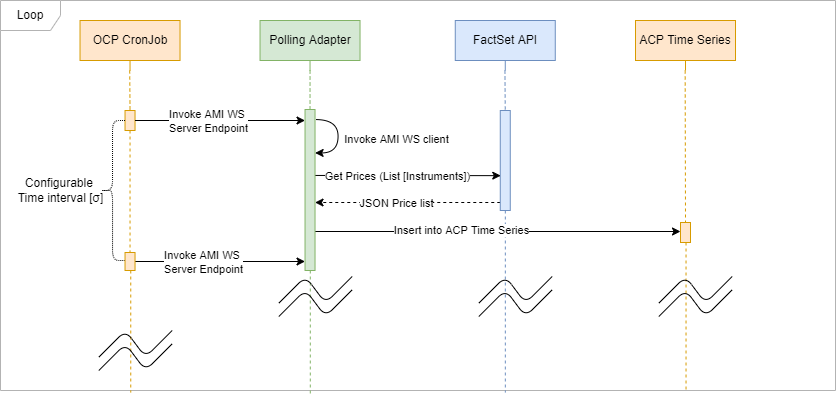 Loop
OCP CronJob
Polling Adapter
FactSet API
ACP Time Series
Invoke AMI WS
Server Endpoint
Invoke AMI WS client
Get Prices (List [Instruments])
Configurable
Time interval [σ]
JSON Price list
Insert into ACP Time Series
Invoke AMI WS
Server Endpoint